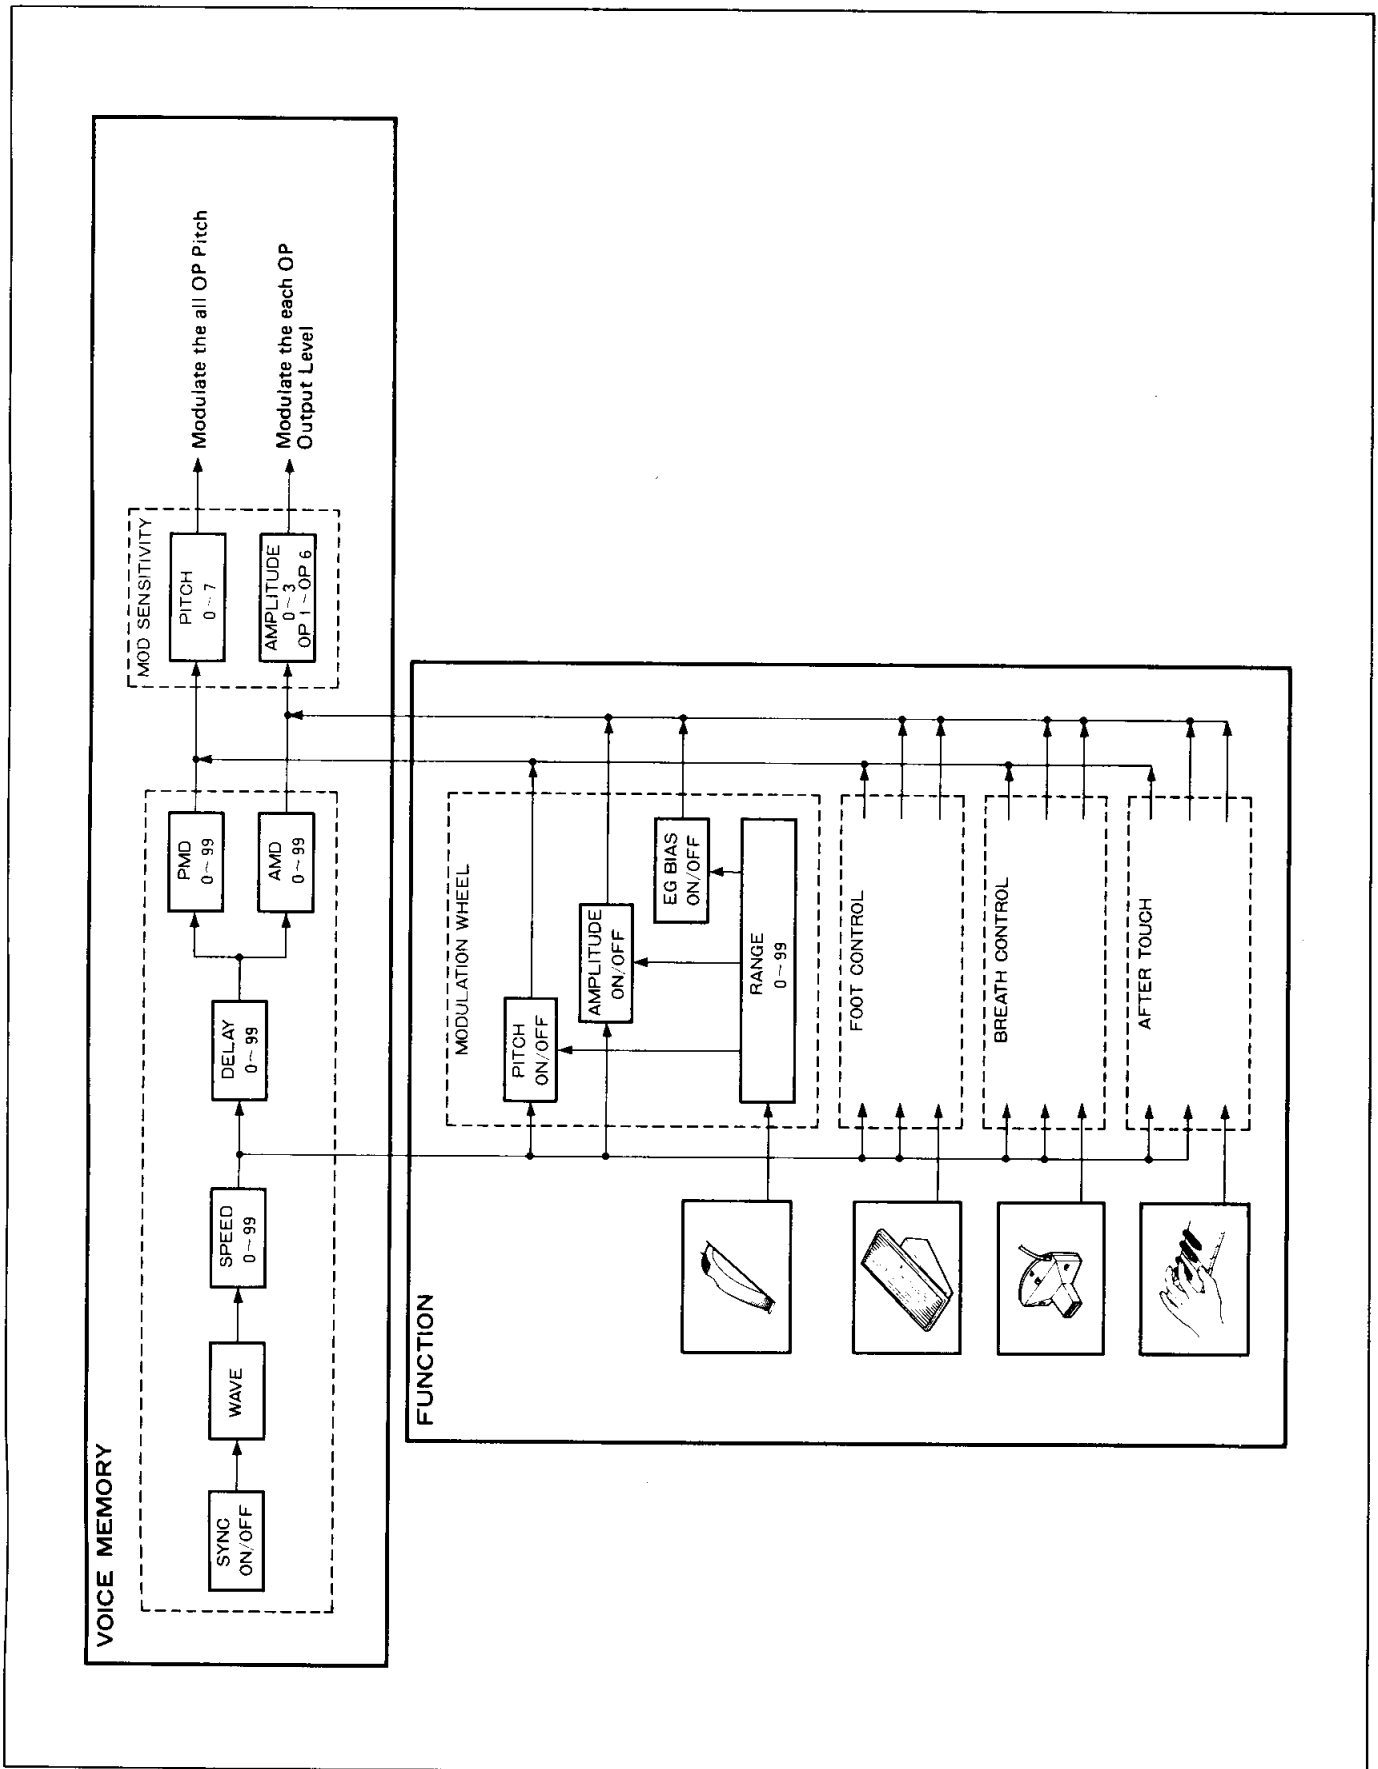 VOICE MEMORY
SYNC
ON/OFF
WAVE
SPEED
0~99
DELAY
0~99
PMD
0~99
AMD
0~99
MOD SENSITIVITY
PITCH
0~7
AMPLITUDE
0~3
OP 1~OP 6
Modulate the all OP Pitch
Modulate the each OP
Output Level
FUNCTION
MODULATION WHEEL
PITCH
ON/OFF
AMPLITUDE
ON/OFF
EG BIAS
ON/OFF
RANGE
0~99
FOOT CONTROL
BREATH CONTROL
AFTER TOUCH